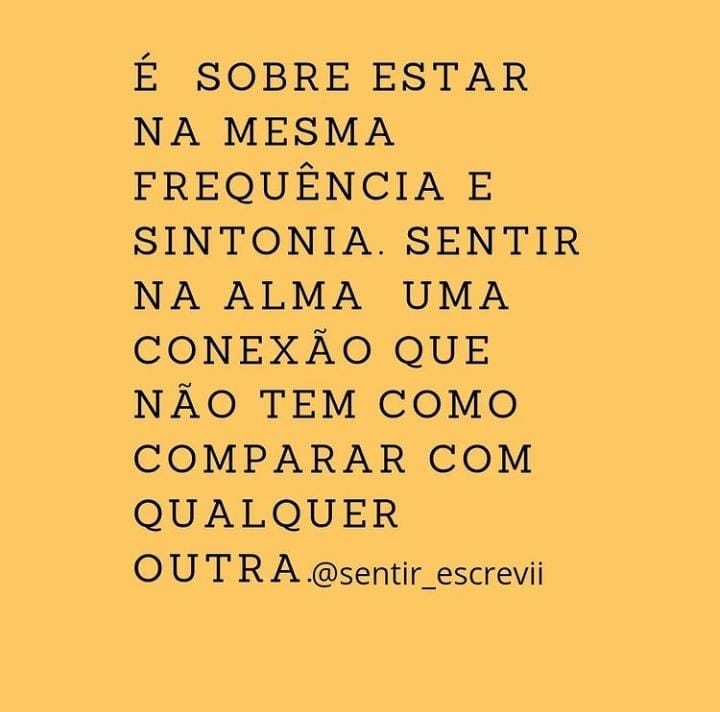 É SOBRE ESTAR
NA MESMA
FREQUÊNCIA E
SINTONIA. SENTIR
NA ALMA UMA
CONEXÃO QUE
NÃO TEM COMO
COMPARAR COM
QUALQUER
OUTRA.@sentir_escrevii